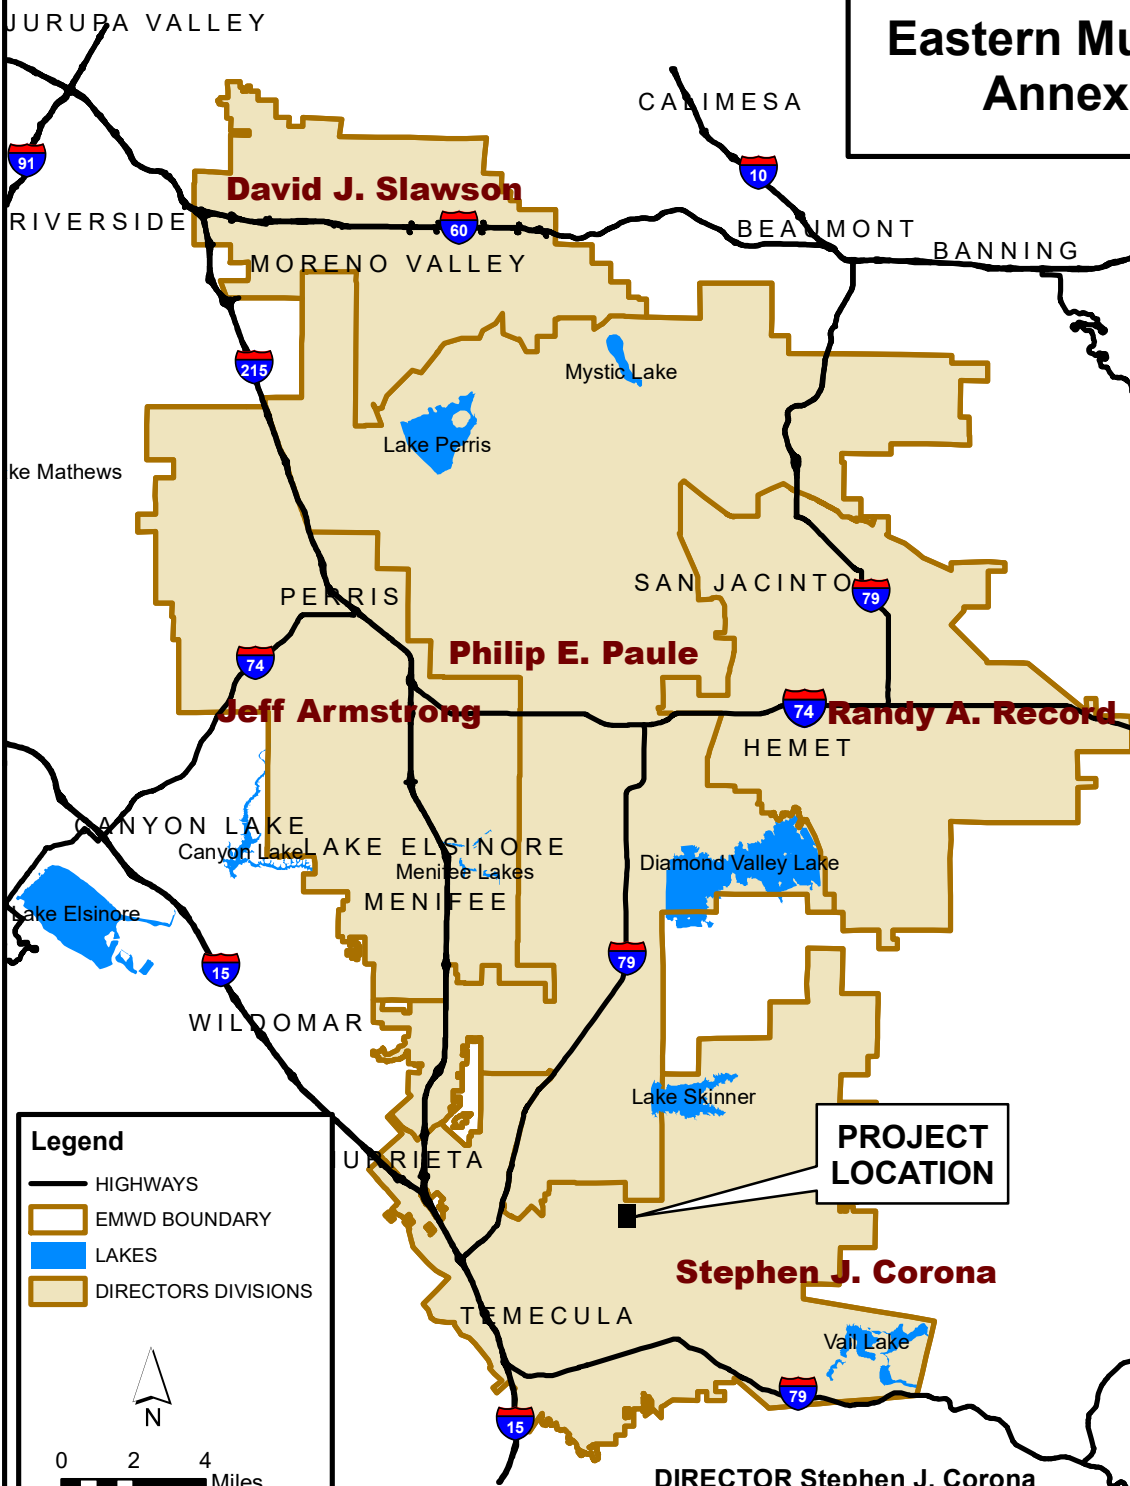 JURUPA VALLEY
Eastern Mu
Annex
CALIMESA
91
10
David J. Slawson
RIVERSIDE
60
BEAUMONT
BANNING
MORENO VALLEY
215
Mystic Lake
Lake Perris
ke Mathews
SAN JACINTO
79
PERRIS
74
Philip E. Paule
Jeff Armstrong
74
Randy A. Record
HEMET
CANYON LAKE
Canyon Lake
LAKE ELSINORE
Menifee Lakes
Diamond Valley Lake
MENIFEE
Lake Elsinore
15
79
WILDOMAR
Lake Skinner
PROJECT
LOCATION
Legend
HIGHWAYS
EMWD BOUNDARY
LAKES
DIRECTORS DIVISIONS
N
0 2 4
Miles
URRIETA
Stephen J. Corona
TEMECULA
Vail Lake
79
15
DIRECTOR Stephen J. Corona